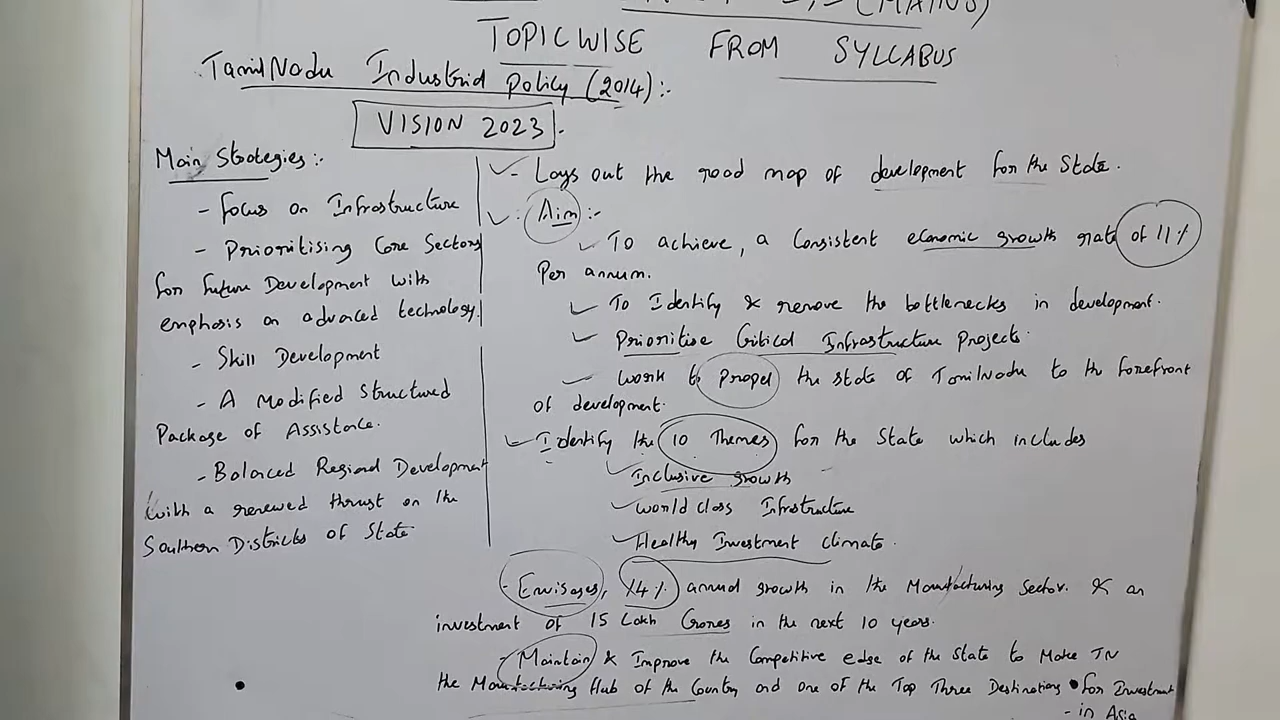 (MAINS)
TOPICWISE FROM SYLLABUS
TamilNadu Industrial Policy (2014):-
VISION 2023.
Main Strategies:-
- Focus on Infrastructure
- Prioritising Core Sectors
for Future Development with
emphasis on advanced technology.
- Skill Development
- A Modified Structured
Package of Assistance.
- Balanced Regional Development
with a renewed thrust on the
Southern Districts of State
- Lays out the road map of development for the State.
Aim :-
To achieve, a Consistent economic growth rate of 11%
Per annum.
To Identify & remove the bottlenecks in development.
Prioritise Critical Infrastructure Projects.
Work to propel the state of TamilNadu to the forefront
of development.
Identify the 10 Themes for the State which includes
Inclusive growth
World class Infrastructure
Healthy Investment climate.
- Envisages, 14% annual growth in the Manufacturing Sector. & an
investment of 15 Lakh Crores in the next 10 years.
- Maintain & Improve the Competitive edge of the State to Make TN
the Manufacturing Hub of the Country and one of the Top Three Destinations for Investment
- in Asia